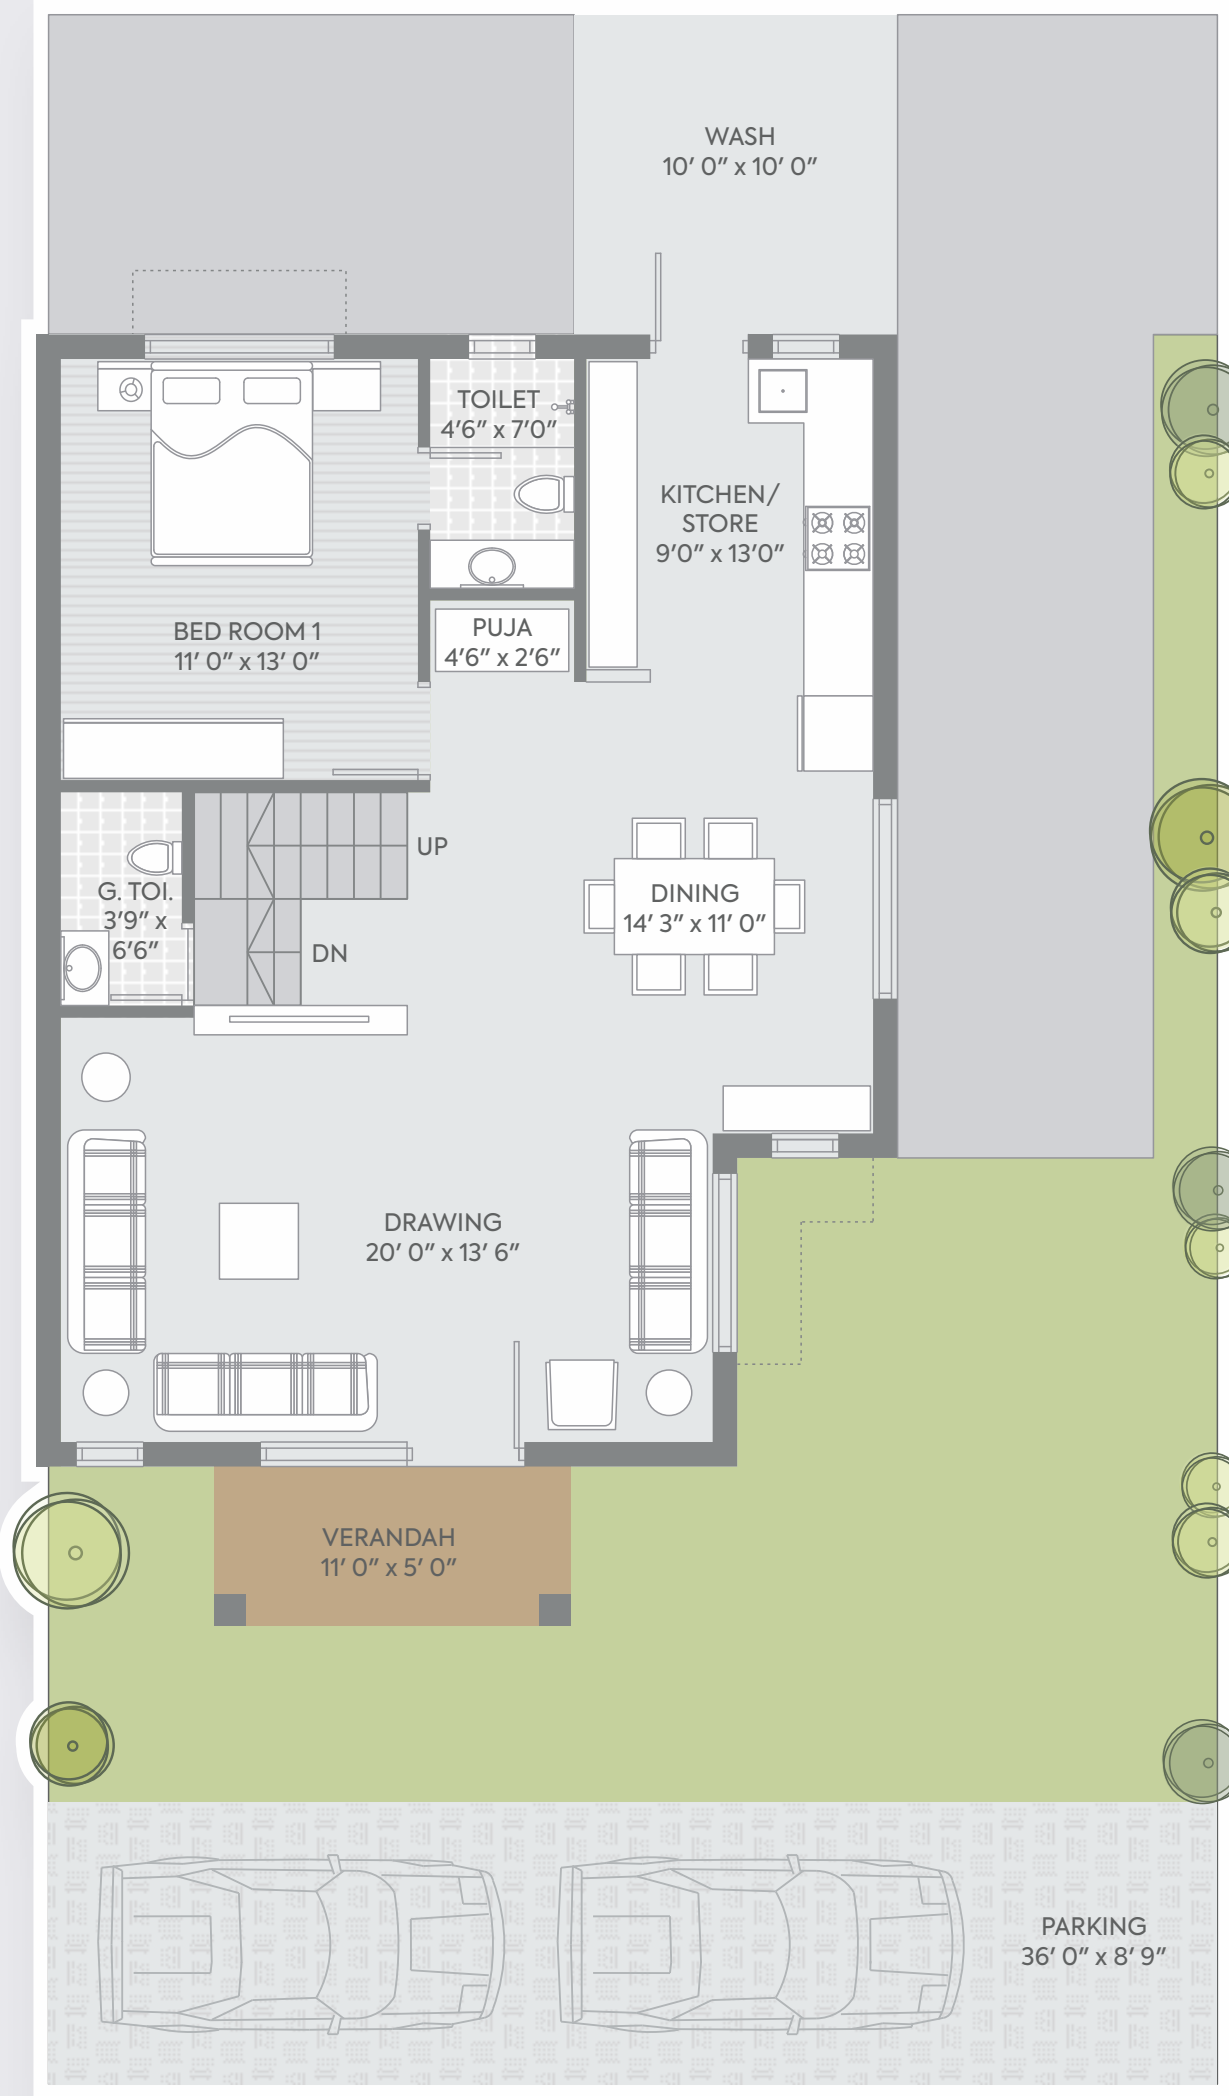 WASH
10′ 0″ x 10′ 0″
TOILET
4′6″ x 7′0″
KITCHEN/
STORE
9′0″ x 13′0″
BED ROOM 1
11′ 0″ x 13′ 0″
PUJA
4′6″ x 2′6″
UP
G. TOI.
3′9″ x
6′6″
DN
DINING
14′ 3″ x 11′ 0″
DRAWING
20′ 0″ x 13′ 6″
VERANDAH
11′ 0″ x 5′ 0″
PARKING
36′ 0″ x 8′ 9″